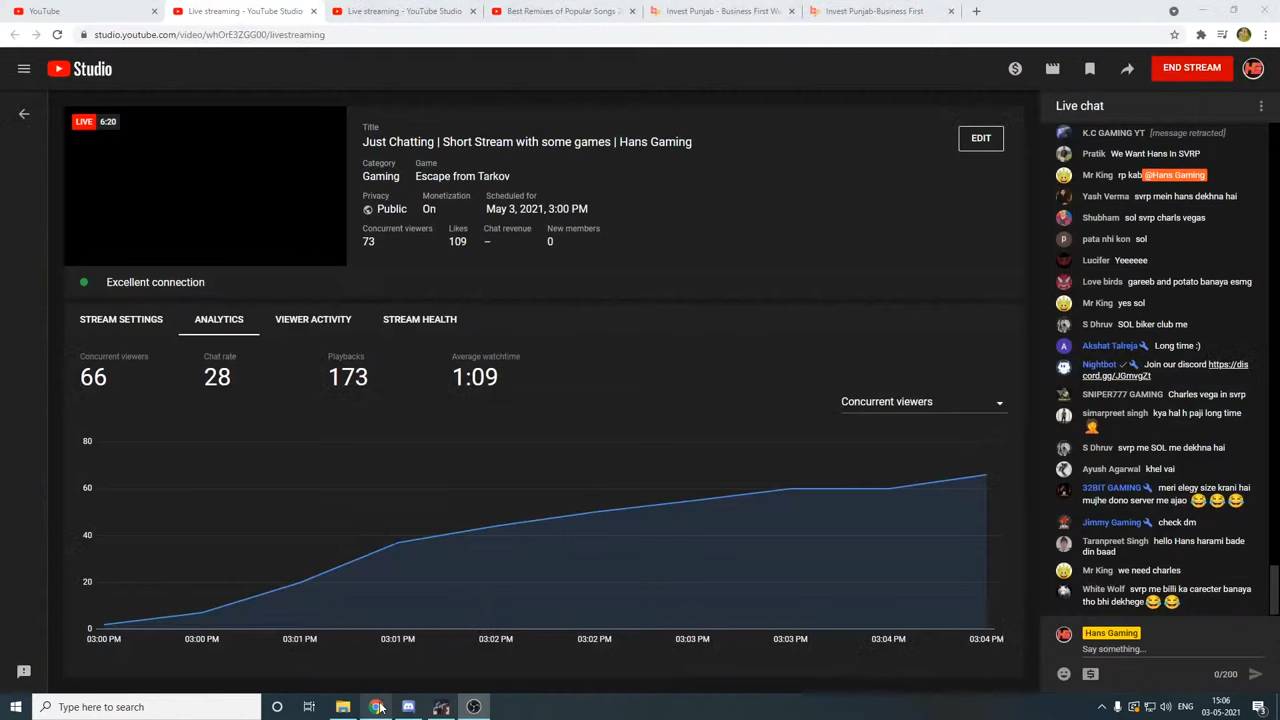 YouTube
Live streaming - YouTube Studio
Live streaming - YouTube Studio
Best Remixes of Popular Songs 2
Invest Punjab - Business First W
Invest Punjab-Business First
studio.youtube.com/video/whOrE3ZGG00/livestreaming
Studio
END STREAM
LIVE 6:20
Title
Just Chatting | Short Stream with some games | Hans Gaming
EDIT
Category Game
Gaming Escape from Tarkov
Privacy Monetization Scheduled for
Public On May 3, 2021, 3:00 PM
Concurrent viewers Likes Chat revenue New members
73 109 – 0
Excellent connection
STREAM SETTINGS ANALYTICS VIEWER ACTIVITY STREAM HEALTH
Concurrent viewers Chat rate Playbacks Average watchtime
66 28 173 1:09
Concurrent viewers
80
60
40
20
0
03:00 PM 03:00 PM 03:01 PM 03:01 PM 03:02 PM 03:02 PM 03:03 PM 03:03 PM 03:04 PM 03:04 PM
Live chat
K.C GAMING YT [message retracted]
Pratik We Want Hans In SVRP
Mr King rp kab @Hans Gaming
Yash Verma svrp mein hans dekhna hai
Shubham sol svrp charls vegas
pata nhi kon sol
Lucifer Yeeeeee
Love birds gareeb and potato banaya esmg
Mr King yes sol
S Dhruv SOL biker club me
A Akshat Talreja Long time :)
Nightbot Join our discord https://dis
cord.gg/JGmvgZt
SNIPER777 GAMING Charles vega in svrp
simarpreet singh kya hal h paji long time
S Dhruv svrp me SOL me dekhna hai
Ayush Agarwal khel vai
32BIT GAMING meri elegy size krani hai
mujhe dono server me ajao
Jimmy Gaming check dm
Taranpreet Singh hello Hans harami bade
din baad
Mr King we need charles
White Wolf svrp me billi ka carecter banaya
tho bhi dekhege
HG Hans Gaming
Say something...
0/200
Type here to search
ENG
15:06
03-05-2021
3